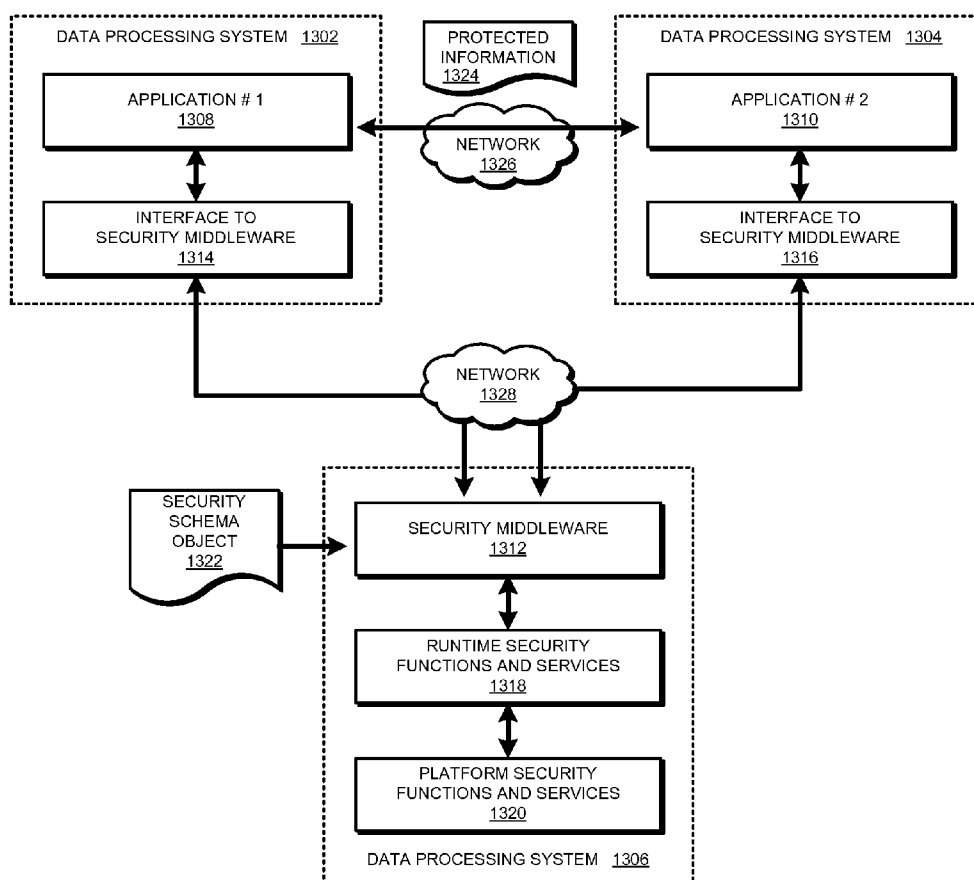 DATA PROCESSING SYSTEM 1302
APPLICATION # 1
1308
INTERFACE TO
SECURITY MIDDLEWARE
1314
PROTECTED
INFORMATION
1324
NETWORK
1326
DATA PROCESSING SYSTEM 1304
APPLICATION # 2
1310
INTERFACE TO
SECURITY MIDDLEWARE
1316
NETWORK
1328
SECURITY
SCHEMA
OBJECT
1322
SECURITY MIDDLEWARE
1312
RUNTIME SECURITY
FUNCTIONS AND SERVICES
1318
PLATFORM SECURITY
FUNCTIONS AND SERVICES
1320
DATA PROCESSING SYSTEM 1306